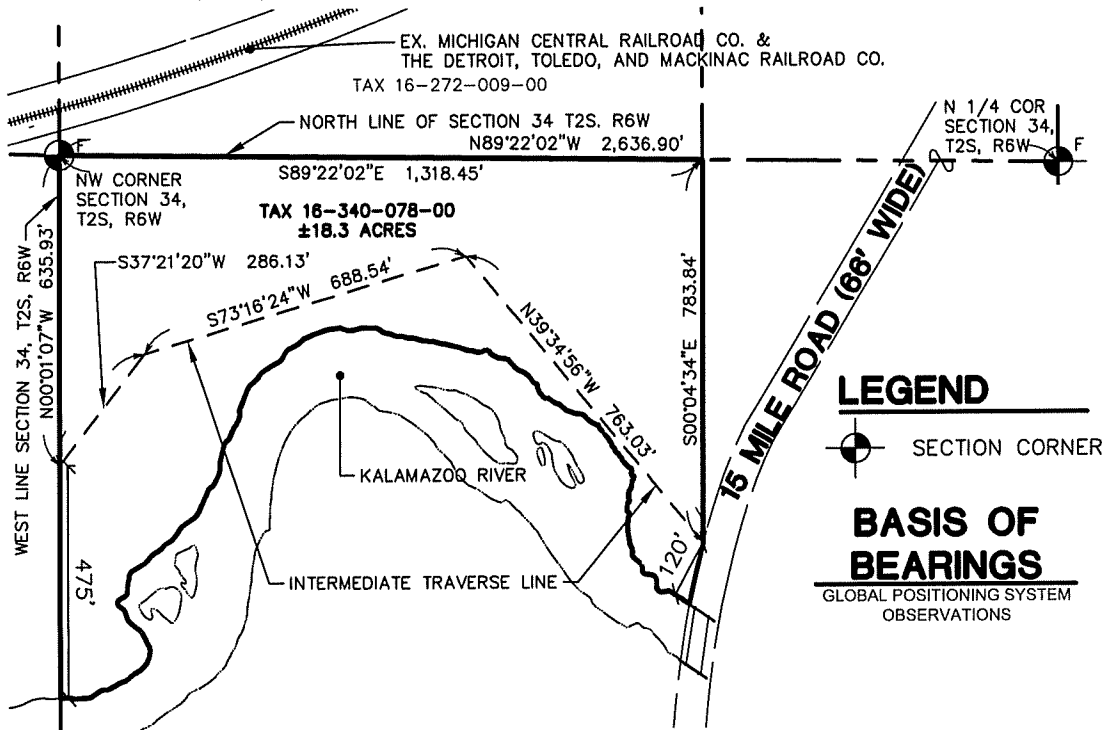 EX. MICHIGAN CENTRAL RAILROAD CO. &
THE DETROIT, TOLEDO, AND MACKINAC RAILROAD CO.
TAX 16-272-009-00
NORTH LINE OF SECTION 34 T2S. R6W
N89°22'02"W 2,636.90'
N 1/4 COR
SECTION 34,
T2S, R6W
F
F
S89°22'02"E 1,318.45'
NW CORNER
SECTION 34,
T2S, R6W
TAX 16-340-078-00
±18.3 ACRES
WEST LINE SECTION 34, T2S, R6W
N00°01'07"W 635.93'
S37°21'20"W 286.13'
S73°16'24"W 688.54'
N39°34'56"W 763.03'
S00°04'34"E 783.84'
15 MILE ROAD (66' WIDE)
LEGEND
SECTION CORNER
KALAMAZOO RIVER
BASIS OF
BEARINGS
GLOBAL POSITIONING SYSTEM
OBSERVATIONS
475'
INTERMEDIATE TRAVERSE LINE
120'